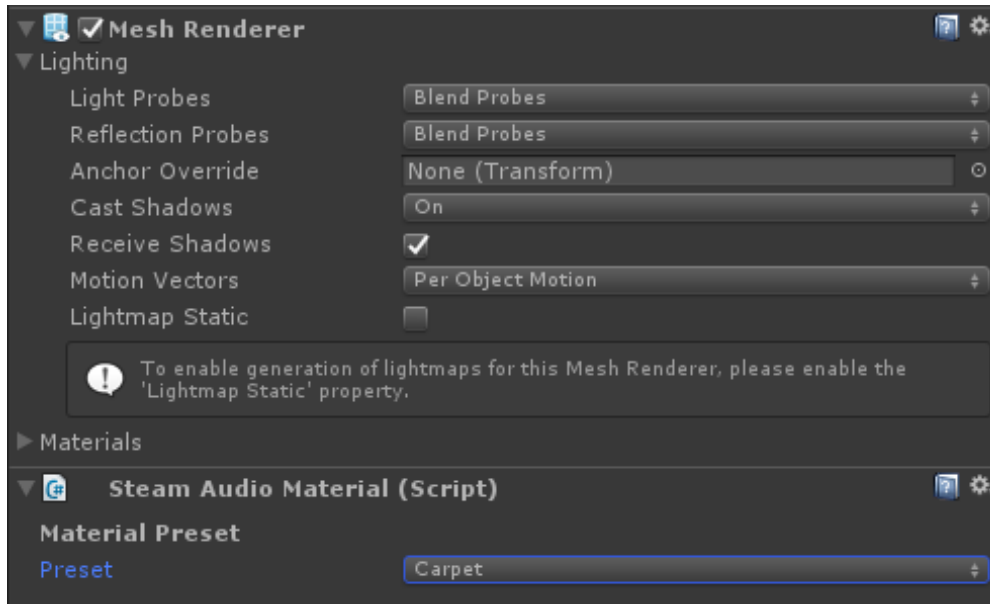 Mesh Renderer
Lighting
Light Probes Blend Probes
Reflection Probes Blend Probes
Anchor Override None (Transform)
Cast Shadows On
Receive Shadows
Motion Vectors Per Object Motion
Lightmap Static
To enable generation of lightmaps for this Mesh Renderer, please enable the
'Lightmap Static' property.
Materials
Steam Audio Material (Script)
Material Preset
Preset Carpet